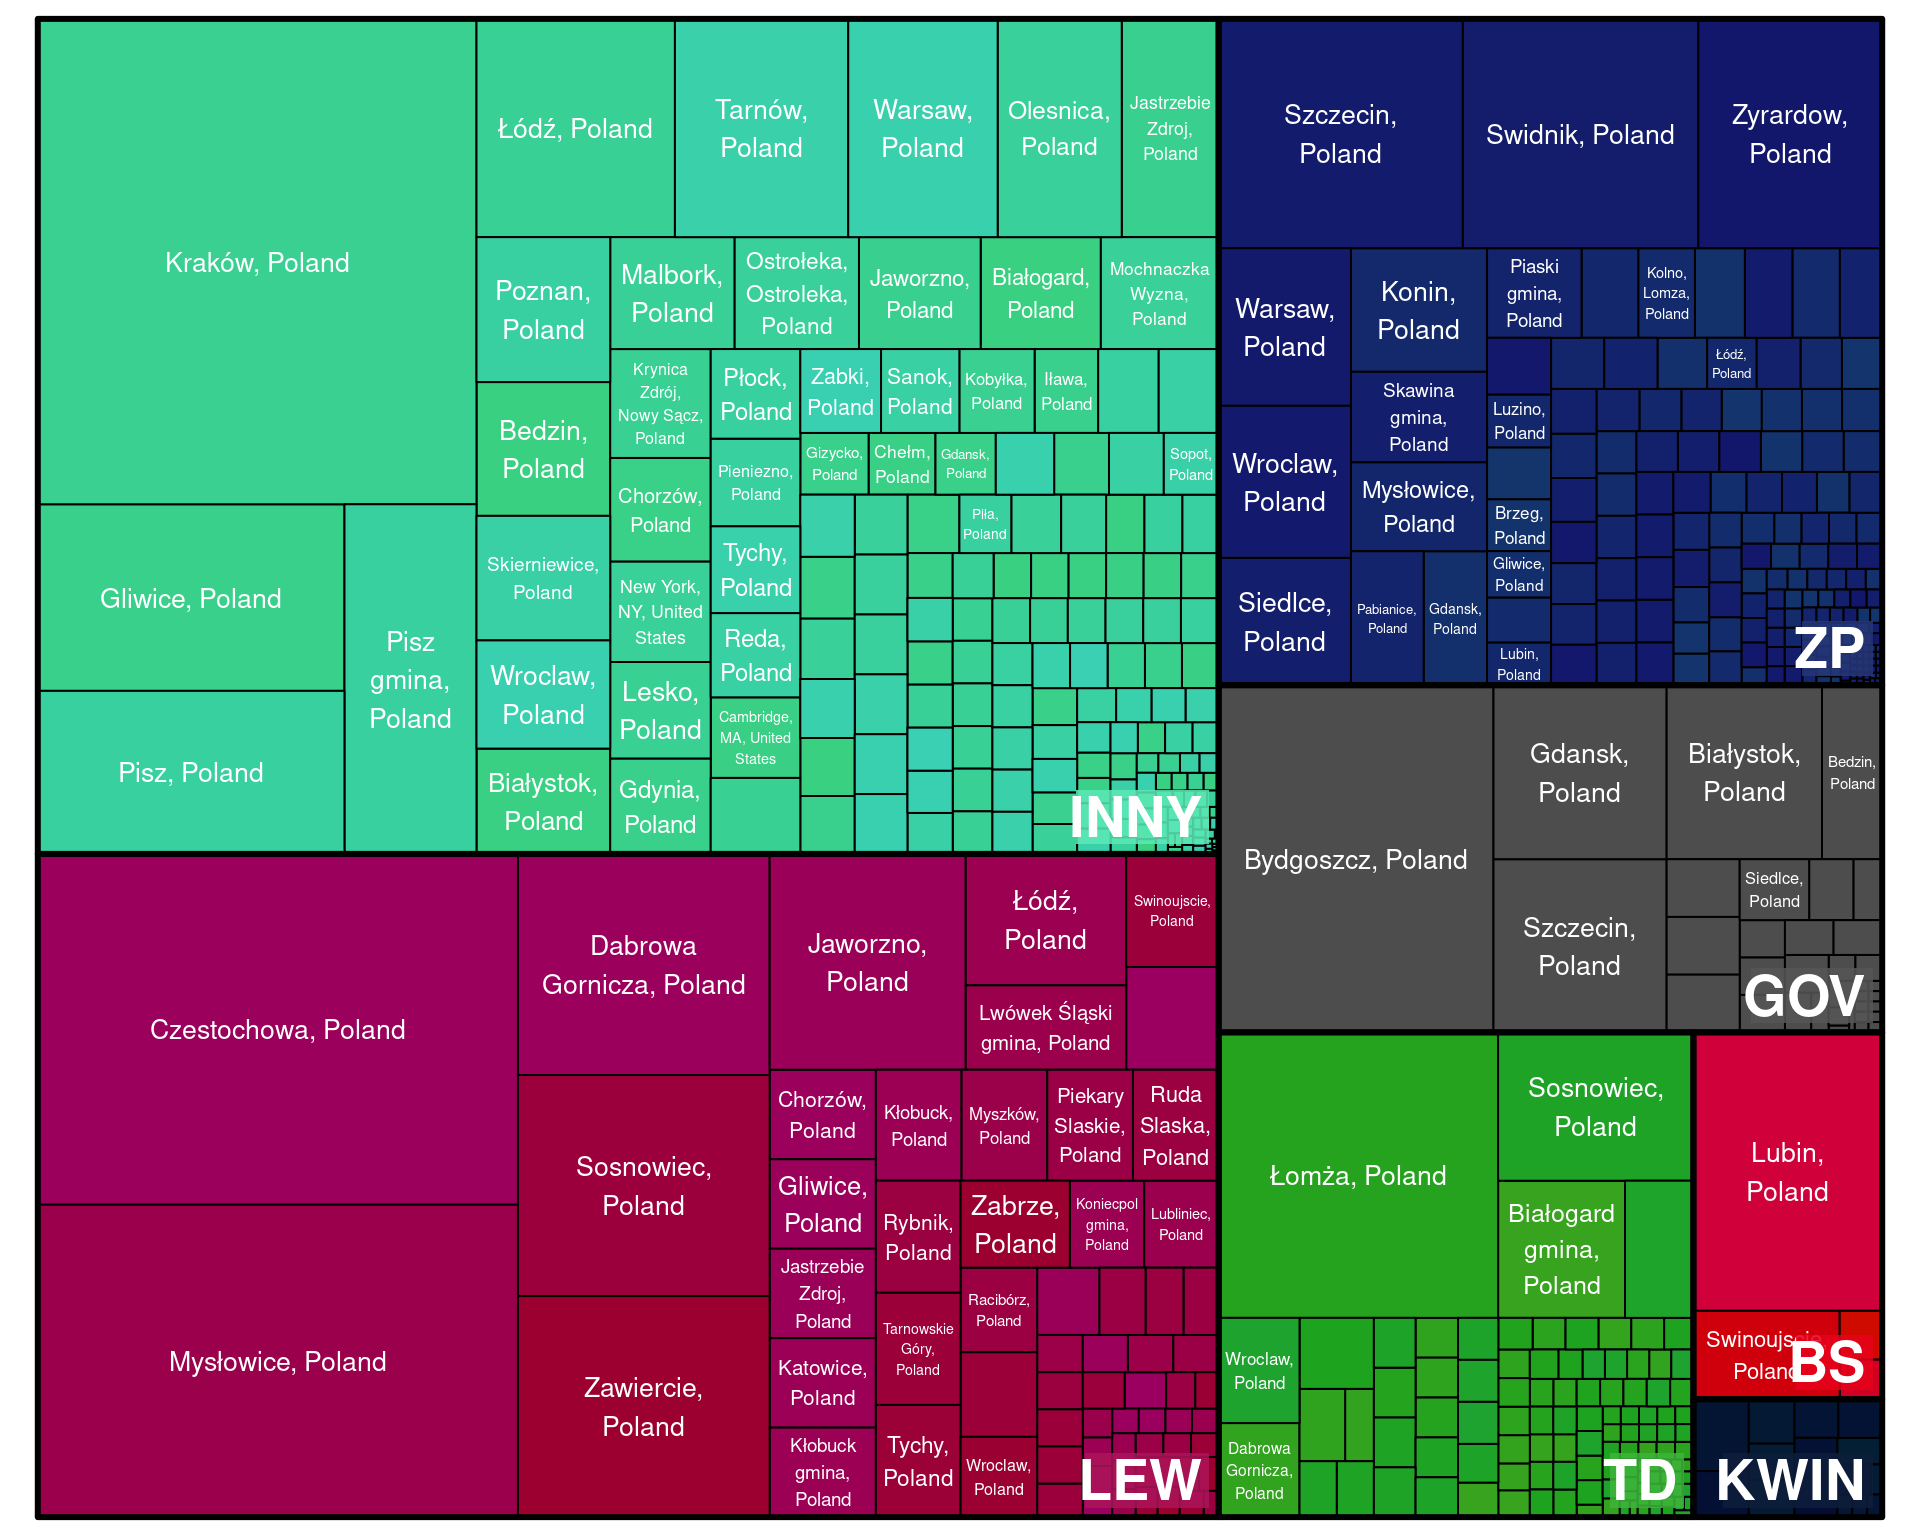 Kraków, Poland
Łódź, Poland
Tarnów,
Poland
Warsaw,
Poland
Olesnica,
Poland
Jastrzebie
Zdroj,
Poland
Poznan,
Poland
Malbork,
Poland
Ostrołeka,
Ostroleka,
Poland
Jaworzno,
Poland
Białogard,
Poland
Mochnaczka
Wyzna,
Poland
Bedzin,
Poland
Krynica
Zdrój,
Nowy Sącz,
Poland
Płock,
Poland
Zabki,
Poland
Sanok,
Poland
Kobyłka,
Poland
Iława,
Poland
Gizycko,
Poland
Chełm,
Poland
Gdansk,
Poland
Sopot,
Poland
Pieniezno,
Poland
Chorzów,
Poland
Piła,
Poland
Gliwice, Poland
Pisz
gmina,
Poland
Pisz, Poland
Skierniewice,
Poland
New York,
NY, United
States
Tychy,
Poland
Reda,
Poland
Wroclaw,
Poland
Lesko,
Poland
Cambridge,
MA, United
States
Białystok,
Poland
Gdynia,
Poland
INNY
Szczecin,
Poland
Swidnik, Poland
Zyrardow,
Poland
Warsaw,
Poland
Konin,
Poland
Piaski
gmina,
Poland
Kolno,
Lomza,
Poland
Łódź,
Poland
Skawina
gmina,
Poland
Luzino,
Poland
Wroclaw,
Poland
Mysłowice,
Poland
Brzeg,
Poland
Gliwice,
Poland
Siedlce,
Poland
Pabianice,
Poland
Gdansk,
Poland
Lubin,
Poland
ZP
Bydgoszcz, Poland
Gdansk,
Poland
Białystok,
Poland
Bedzin,
Poland
Szczecin,
Poland
Siedlce,
Poland
GOV
Czestochowa, Poland
Mysłowice, Poland
Dabrowa
Gornicza, Poland
Sosnowiec,
Poland
Zawiercie,
Poland
Jaworzno,
Poland
Łódź,
Poland
Swinoujscie,
Poland
Lwówek Śląski
gmina, Poland
Chorzów,
Poland
Kłobuck,
Poland
Myszków,
Poland
Piekary
Slaskie,
Poland
Ruda
Slaska,
Poland
Gliwice,
Poland
Rybnik,
Poland
Zabrze,
Poland
Koniecpol
gmina,
Poland
Lubliniec,
Poland
Jastrzebie
Zdroj,
Poland
Tarnowskie
Góry,
Poland
Racibórz,
Poland
Katowice,
Poland
Kłobuck
gmina,
Poland
Tychy,
Poland
Wroclaw,
Poland
LEW
Łomża, Poland
Sosnowiec,
Poland
Białogard
gmina,
Poland
Wroclaw,
Poland
Dabrowa
Gornicza,
Poland
TD
Lubin,
Poland
Swinoujscie
Poland
BS
KWIN